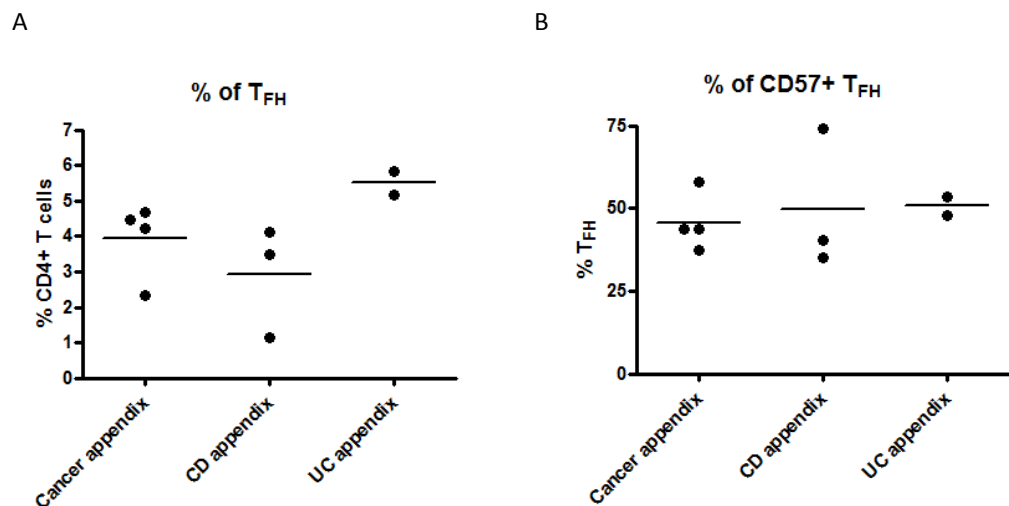 A
B
% of TFH
% CD4+ T cells
7
6
5
4
3
2
1
0
Cancer appendix
CD appendix
UC appendix
% of CD57+ TFH
% TFH
75
50
25
0
Cancer appendix
CD appendix
UC appendix